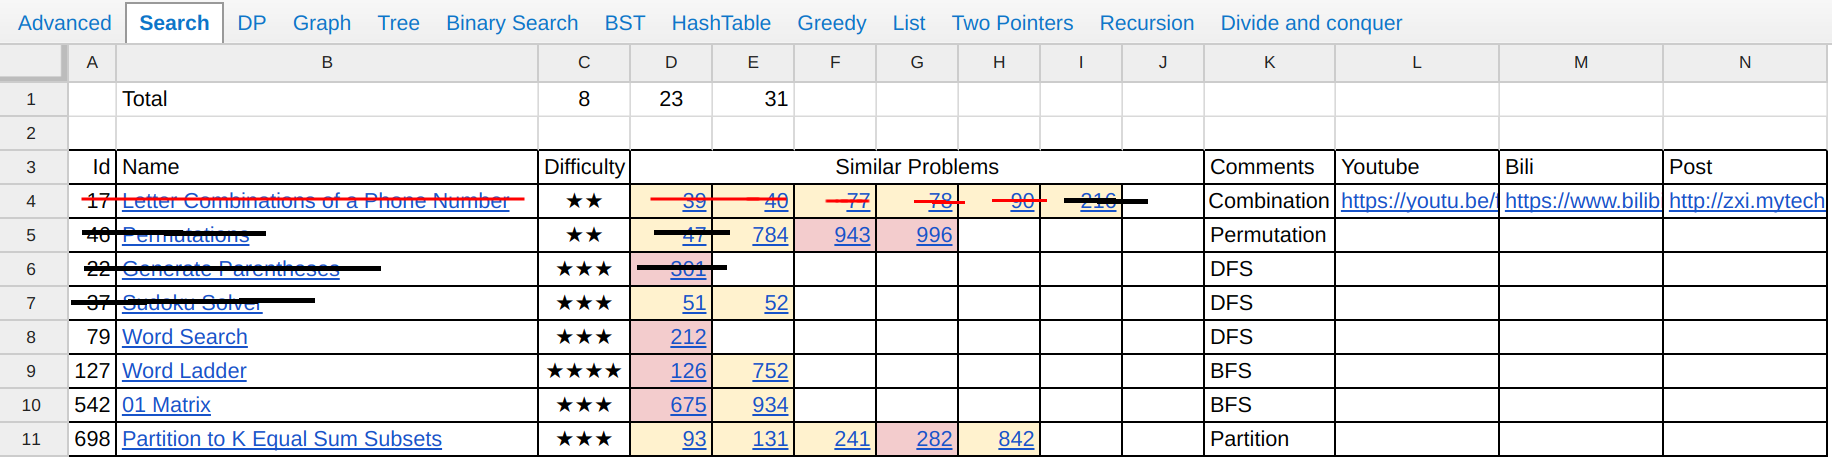 Advanced Search DP Graph Tree Binary Search BST HashTable Greedy List Two Pointers Recursion Divide and conquer
A B C D E F G H I J K L M N
1 Total 8 23 31
2
3 Id Name Difficulty Similar Problems Comments Youtube Bili Post
4 17 Letter Combinations of a Phone Number ★★ 39 40 77 78 90 216 Combination https://youtu.be/t https://www.bilib http://zxi.mytech
5 46 Permutations ★★ 47 784 943 996 Permutation
6 22 Generate Parentheses ★★★ 301 DFS
7 37 Sudoku Solver ★★★ 51 52 DFS
8 79 Word Search ★★★ 212 DFS
9 127 Word Ladder ★★★★ 126 752 BFS
10 542 01 Matrix ★★★ 675 934 BFS
11 698 Partition to K Equal Sum Subsets ★★★ 93 131 241 282 842 Partition